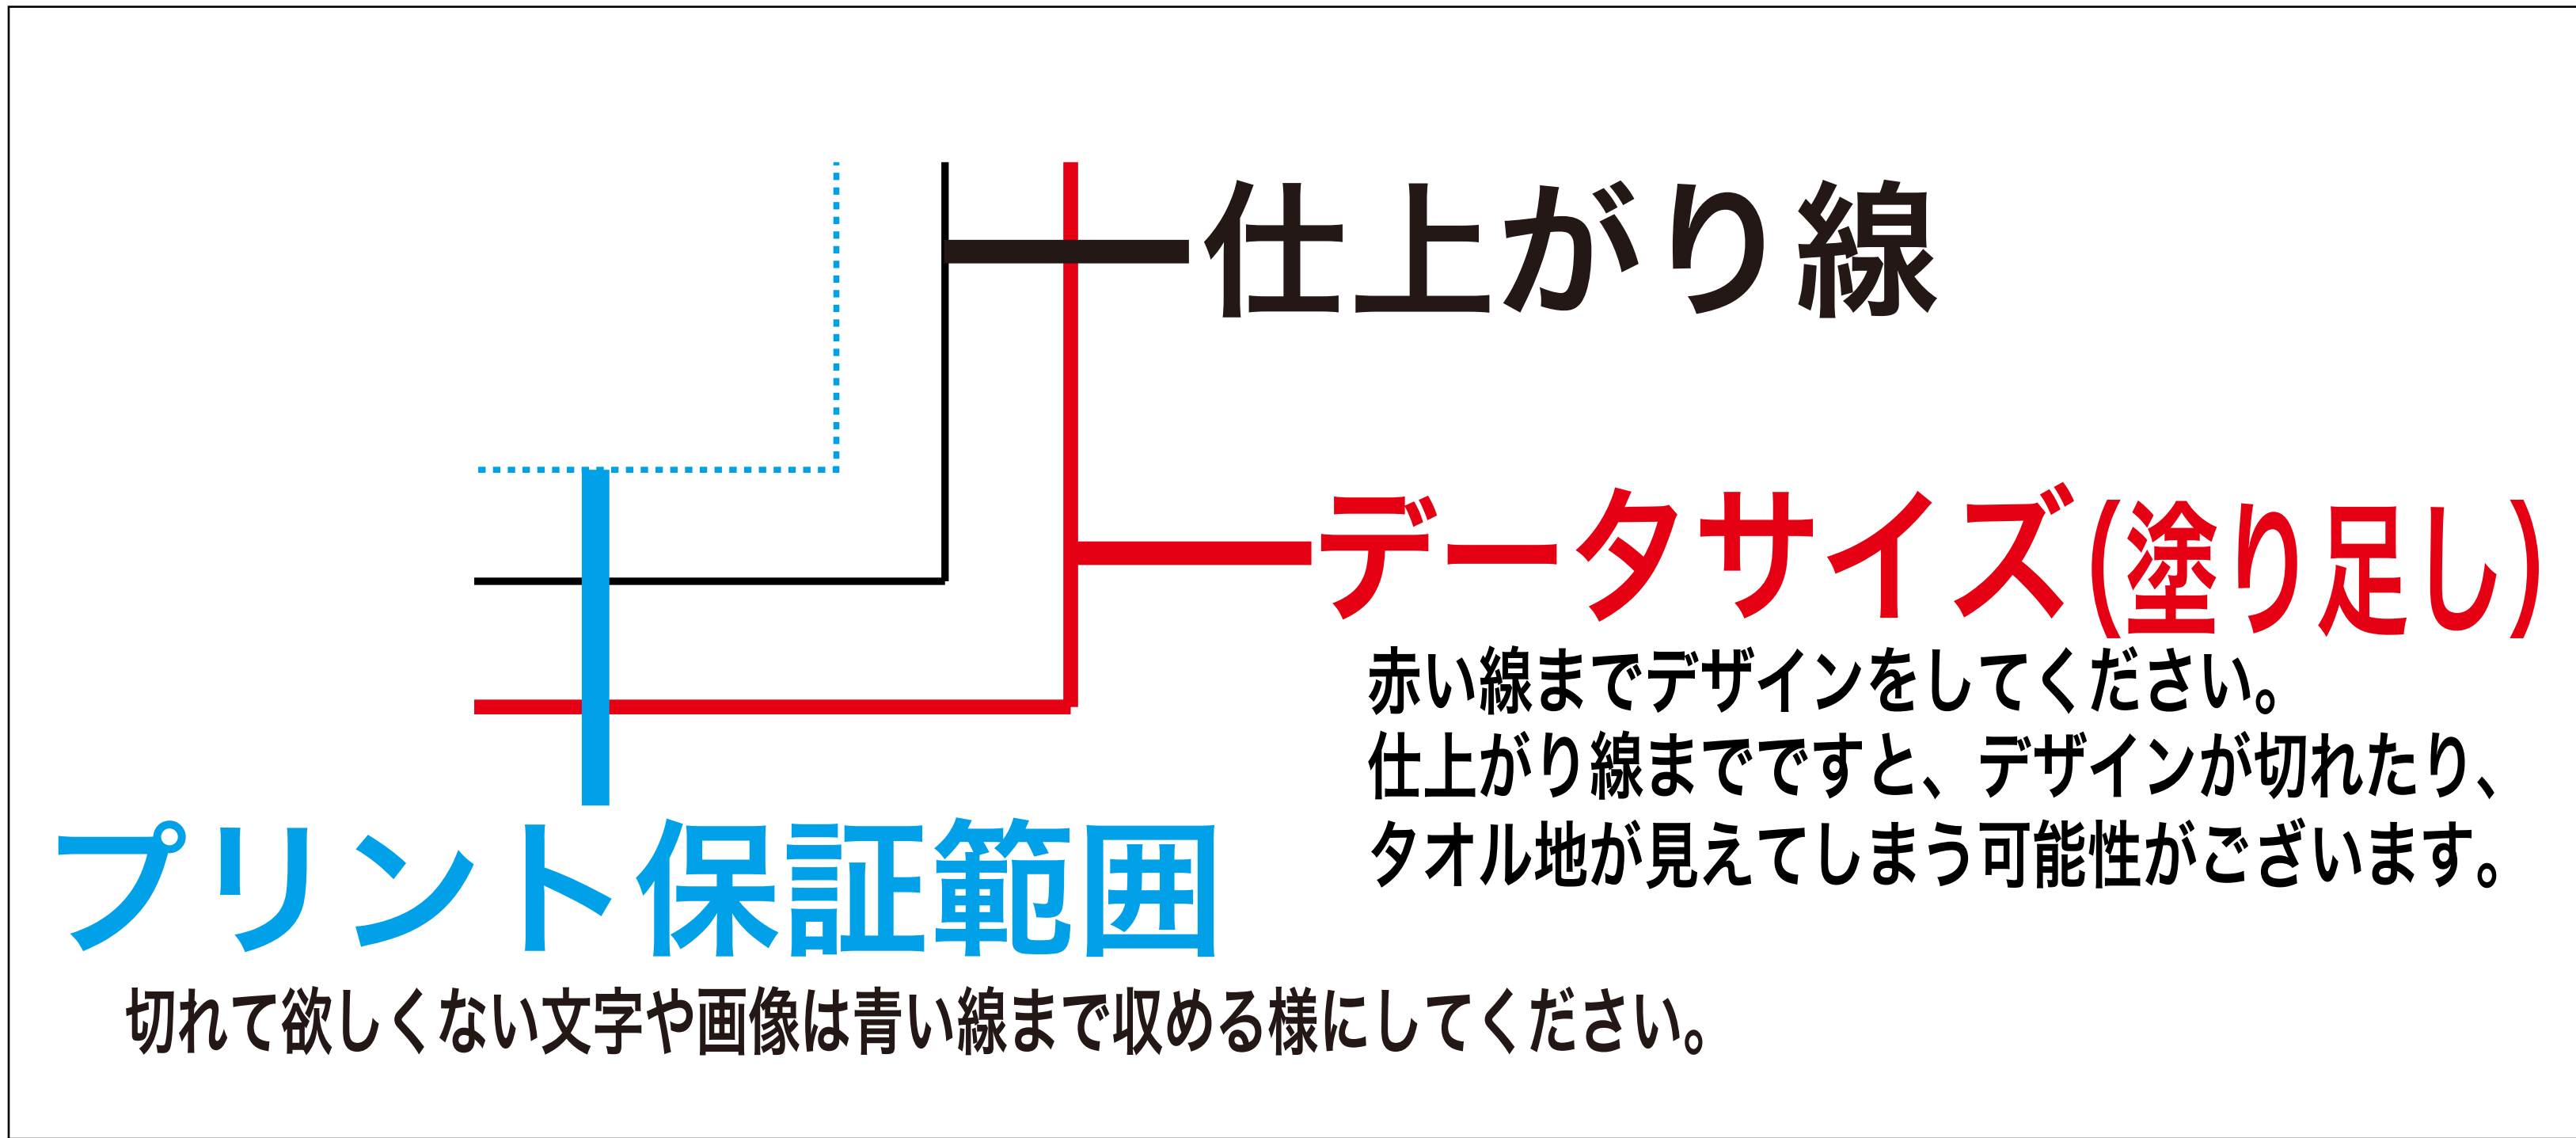 仕上がり線
データサイズ(塗り足し)
赤い線までデザインをしてください。
仕上がり線までですと、デザインが切れたり、
タオル地が見えてしまう可能性がございます。
プリント保証範囲
切れて欲しくない文字や画像は青い線まで収める様にしてください。